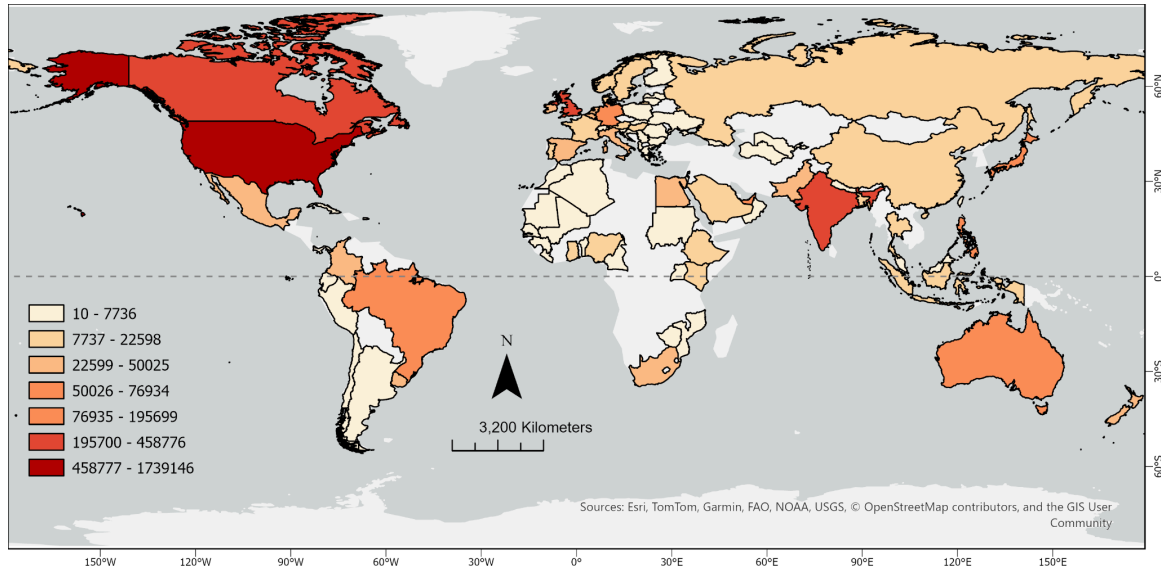 N
3,200 Kilometers
10 - 7736
7737 - 22598
22599 - 50025
50026 - 76934
76935 - 195699
195700 - 458776
458777 - 1739146
Sources: Esri, TomTom, Garmin, FAO, NOAA, USGS, © OpenStreetMap contributors, and the GIS User
Community
60°N
30°N
0°
30°S
60°S
150°W
120°W
90°W
60°W
30°W
0°
30°E
60°E
90°E
120°E
150°E